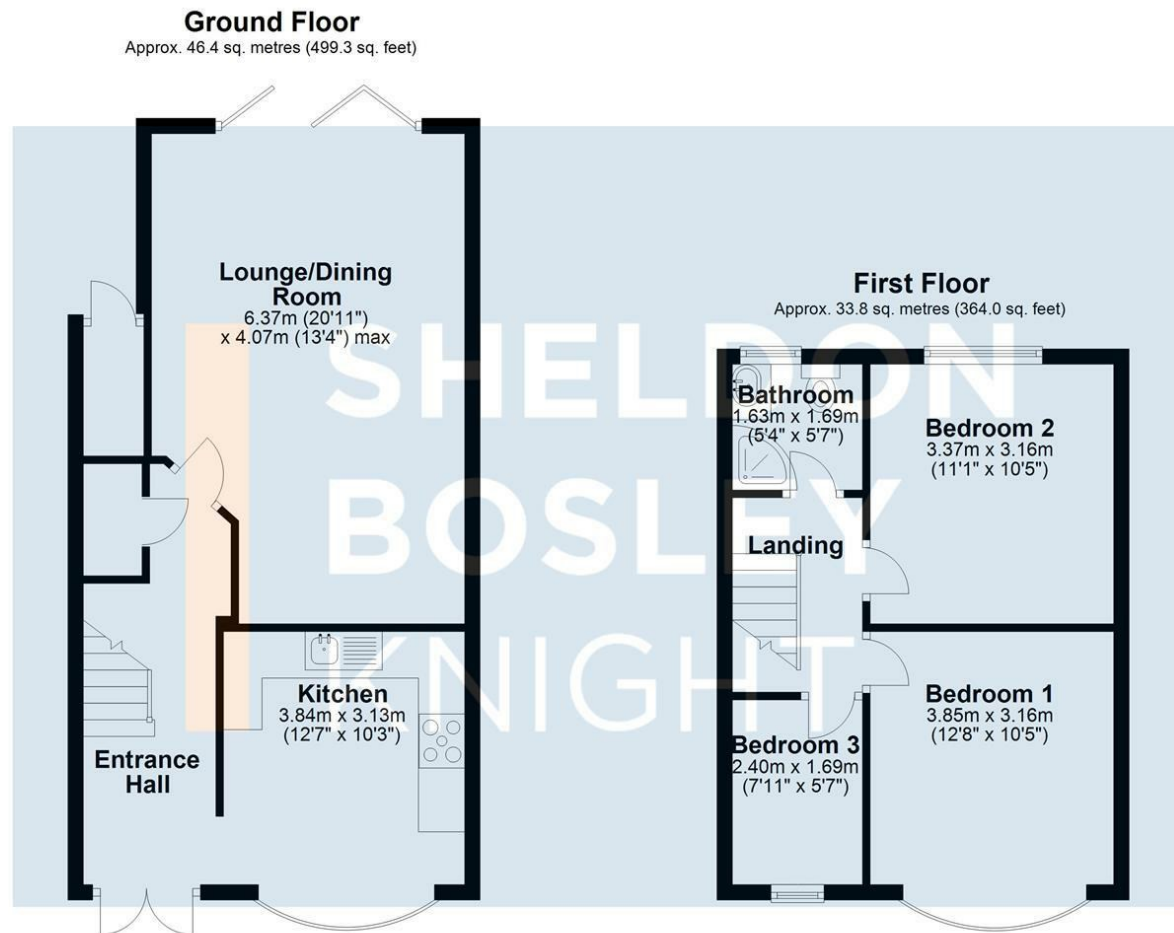 Ground Floor
Approx. 46.4 sq. metres (499.3 sq. feet)
Lounge/Dining
Room
6.37m (20'11")
x 4.07m (13'4") max
Kitchen
3.84m x 3.13m
(12'7" x 10'3")
Entrance
Hall
First Floor
Approx. 33.8 sq. metres (364.0 sq. feet)
Bathroom
1.63m x 1.69m
(5'4" x 5'7")
Bedroom 2
3.37m x 3.16m
(11'1" x 10'5")
Landing
Bedroom 3
2.40m x 1.69m
(7'11" x 5'7")
Bedroom 1
3.85m x 3.16m
(12'8" x 10'5")
SHELDON
BOSLEY
KNIGHT